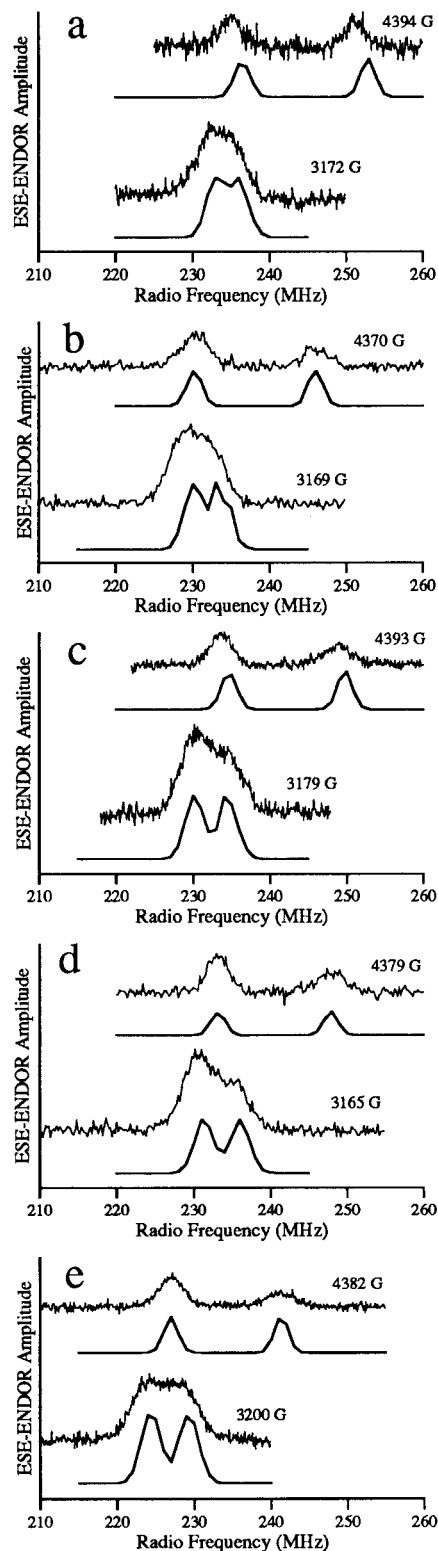 a
4394 G
3172 G
ESE-ENDOR Amplitude
210 220 230 240 250 260
Radio Frequency (MHz)
b
4370 G
3169 G
ESE-ENDOR Amplitude
210 220 230 240 250 260
Radio Frequency (MHz)
c
4393 G
3179 G
ESE-ENDOR Amplitude
210 220 230 240 250 260
Radio Frequency (MHz)
d
4379 G
3165 G
ESE-ENDOR Amplitude
210 220 230 240 250 260
Radio Frequency (MHz)
e
4382 G
3200 G
ESE-ENDOR Amplitude
210 220 230 240 250 260
Radio Frequency (MHz)